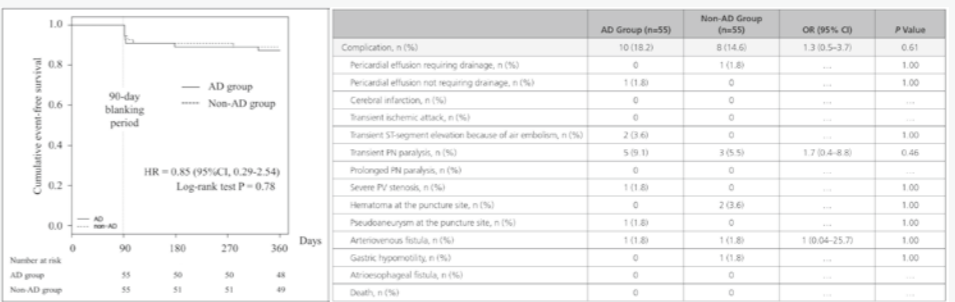 1.0
0.8
0.6
0.4
0.2
0.0
Cumulative event-free survival
90-day
blanking
period
AD group
Non-AD group
HR = 0.85 (95%CI, 0.29-2.54)
Log-rank test P = 0.78
AD
non-AD
0 90 180 270 360 Days
Number at risk
AD group 55 50 50 48
Non-AD group 55 51 51 49
AD Group (n=55) Non-AD Group (n=55) OR (95% CI) P Value
Complication, n (%) 10 (18.2) 8 (14.6) 1.3 (0.5–3.7) 0.61
Pericardial effusion requiring drainage, n (%) 0 1 (1.8) ... 1.00
Pericardial effusion not requiring drainage, n (%) 1 (1.8) 0 ... 1.00
Cerebral infarction, n (%) 0 0 ... ...
Transient ischemic attack, n (%) 0 0 ... ...
Transient ST-segment elevation because of air embolism, n (%) 2 (3.6) 0 ... 1.00
Transient PN paralysis, n (%) 5 (9.1) 3 (5.5) 1.7 (0.4–8.8) 0.46
Prolonged PN paralysis, n (%) 0 0 ... ...
Severe PV stenosis, n (%) 1 (1.8) 0 ... 1.00
Hematoma at the puncture site, n (%) 0 2 (3.6) ... 1.00
Pseudoaneurysm at the puncture site, n (%) 1 (1.8) 0 ... 1.00
Arteriovenous fistula, n (%) 1 (1.8) 1 (1.8) 1 (0.04–25.7) 1.00
Gastric hypomotility, n (%) 0 1 (1.8) ... 1.00
Atrioesophageal fistula, n (%) 0 0 ... ...
Death, n (%) 0 0 ... ...